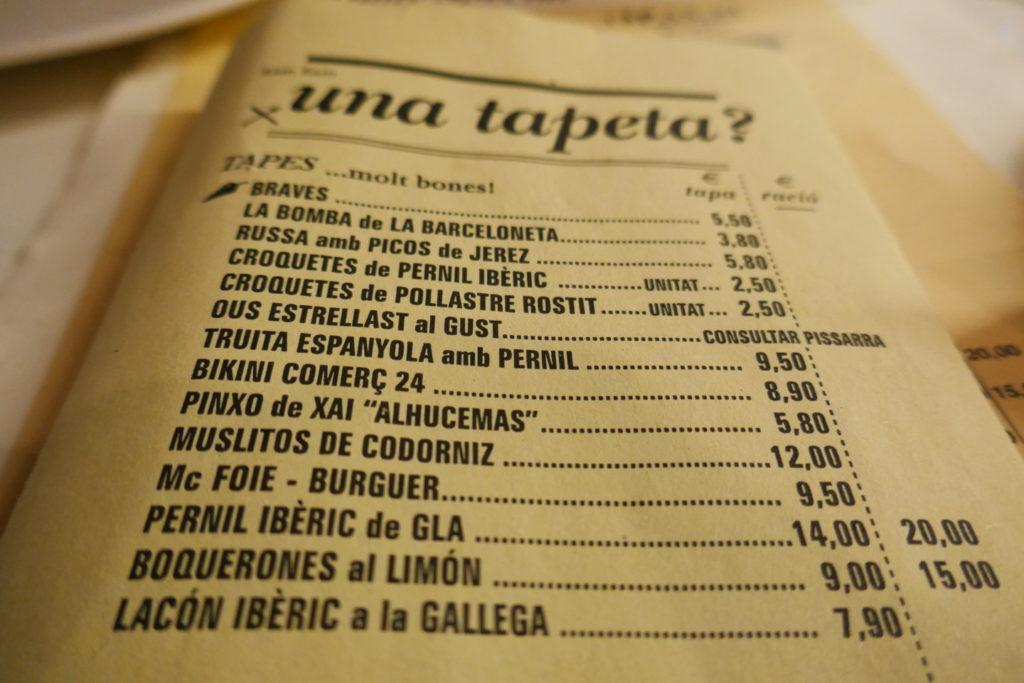 una tapeta?
TAPES ...molt bones!
€ tapa € ració
BRAVES 5,50
LA BOMBA de LA BARCELONETA 3,80
RUSSA amb PICOS de JEREZ 5,80
CROQUETES de PERNIL IBÈRIC UNITAT... 2,50
CROQUETES de POLLASTRE ROSTIT UNITAT... 2,50
OUS ESTRELLAST al GUST CONSULTAR PISSARRA
TRUITA ESPANYOLA amb PERNIL 9,50
BIKINI COMERÇ 24 8,90
PINXO de XAI "ALHUCEMAS" 5,80
MUSLITOS DE CODORNIZ 12,00
Mc FOIE - BURGUER 9,50
PERNIL IBÈRIC de GLA 14,00 20,00
BOQUERONES al LIMÓN 9,00 15,00
LACÓN IBÈRIC a la GALLEGA 7,90
20,00